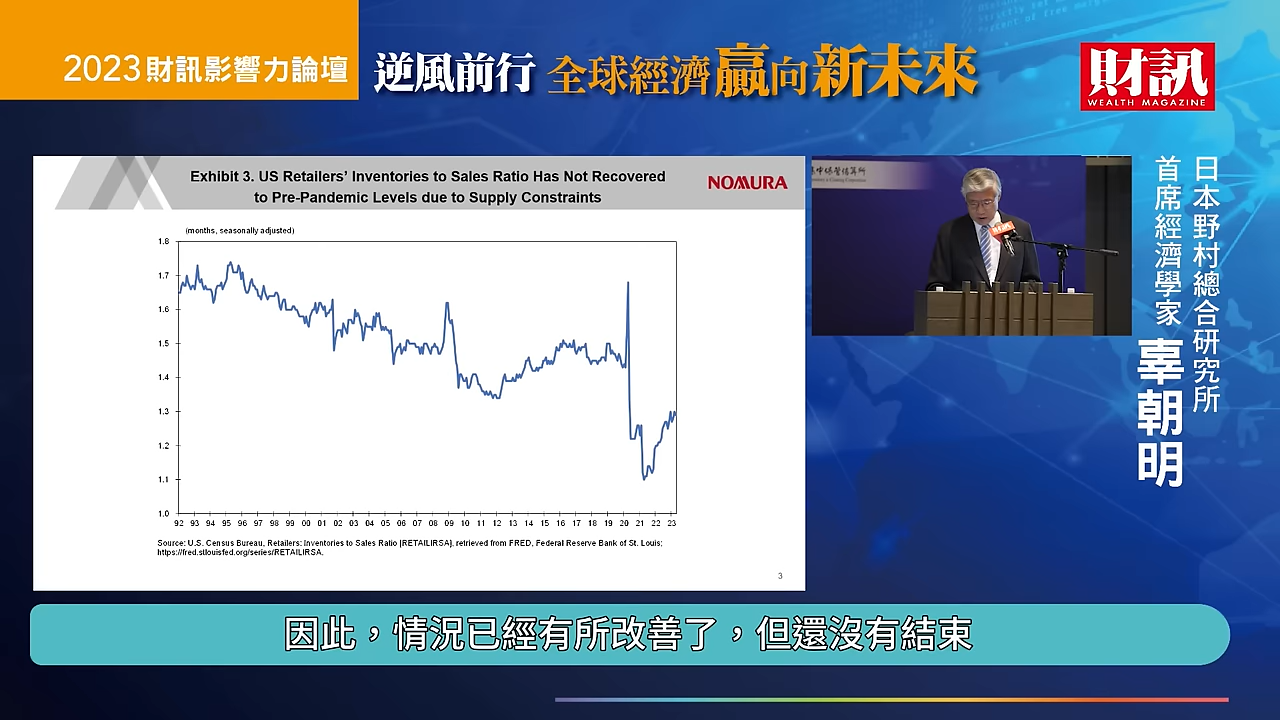 2023財訊影響力論壇
逆風前行 全球經濟贏向新未來
財訊
WEALTH MAGAZINE
Exhibit 3. US Retailers' Inventories to Sales Ratio Has Not Recovered
to Pre-Pandemic Levels due to Supply Constraints
NOMURA
(months, seasonally adjusted)
1.8
1.7
1.6
1.5
1.4
1.3
1.2
1.1
1.0
92 93 94 95 96 97 98 99 00 01 02 03 04 05 06 07 08 09 10 11 12 13 14 15 16 17 18 19 20 21 22 23
Source: U.S. Census Bureau, Retailers: Inventories to Sales Ratio [RETAILIRSA], retrieved from FRED, Federal Reserve Bank of St. Louis;
https://fred.stlouisfed.org/series/RETAILIRSA.
3
財訊
日本野村總合研究所
首席經濟學家 辜朝明
因此，情況已經有所改善了，但還沒有結束